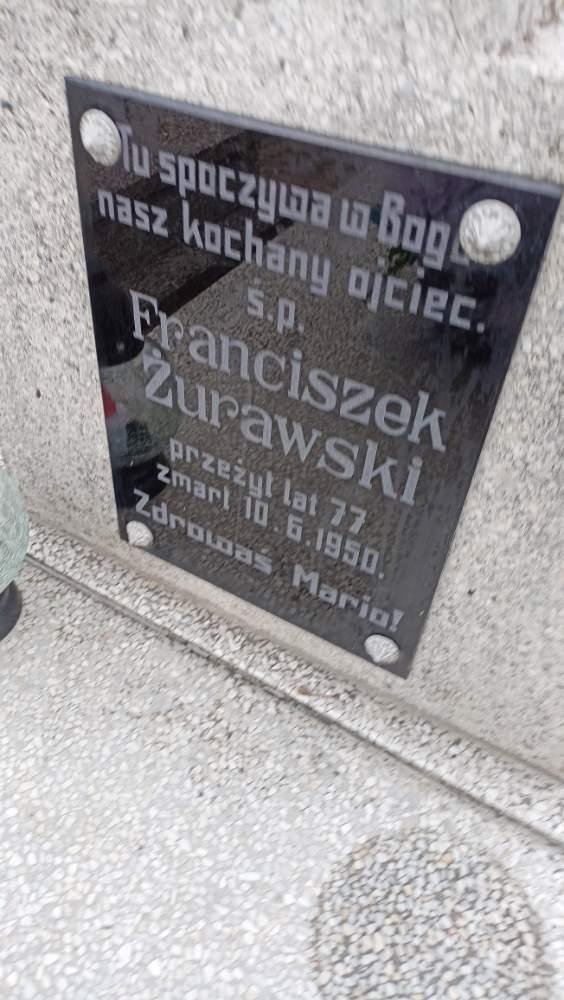 Tu spoczywa w Bogu
nasz kochany ojciec.
ś.p.
Franciszek
Żurawski
przeżył lat 77
zmarł 10.6.1950.
Zdrowaś Mario!